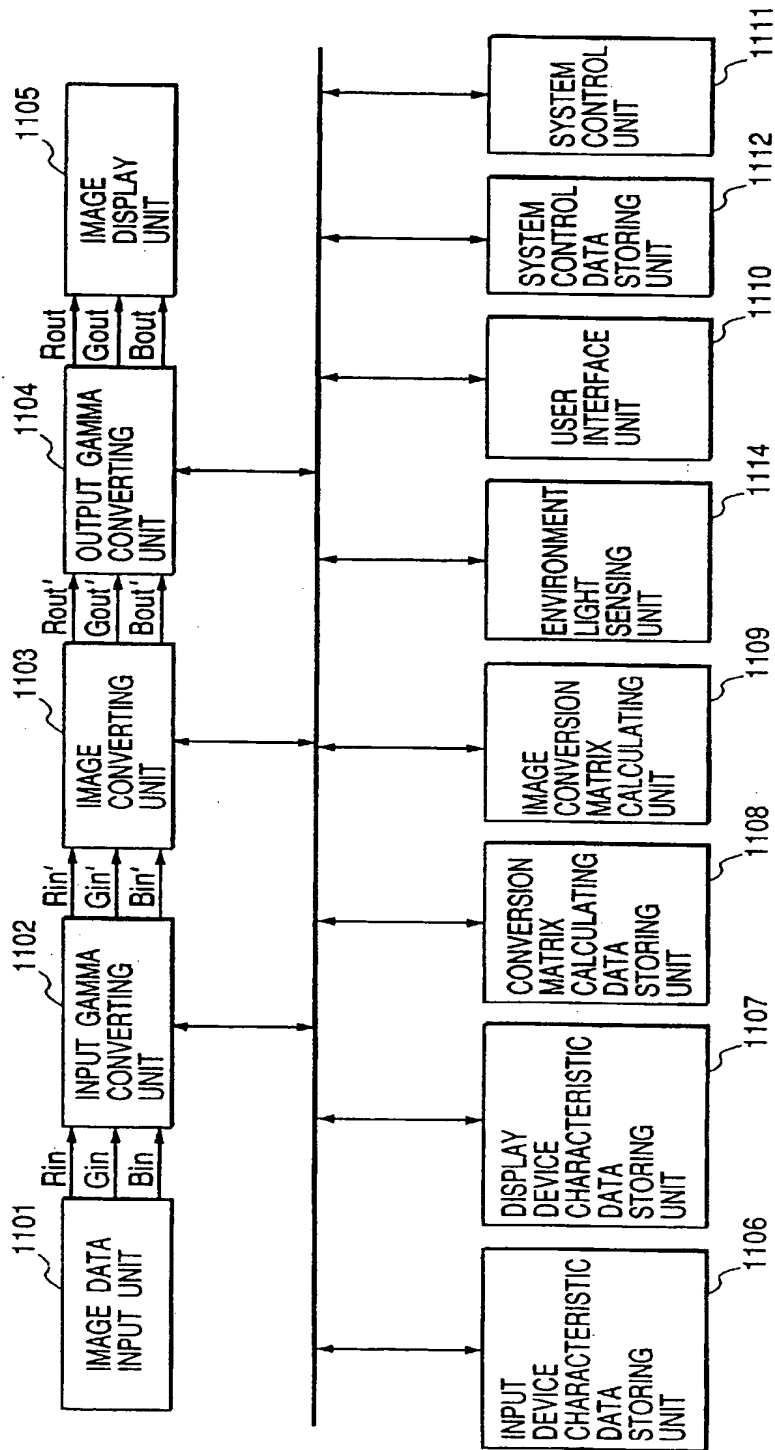 1101
IMAGE DATA
INPUT UNIT
Rin
Gin
Bin
1102
INPUT GAMMA
CONVERTING
UNIT
Rin'
Gin'
Bin'
1103
IMAGE
CONVERTING
UNIT
Rout'
Gout'
Bout'
1104
OUTPUT GAMMA
CONVERTING
UNIT
Rout
Gout
Bout
1105
IMAGE
DISPLAY
UNIT
INPUT
DEVICE
CHARACTERISTIC
DATA
STORING
UNIT
1106
DISPLAY
DEVICE
CHARACTERISTIC
DATA
STORING
UNIT
1107
CONVERSION
MATRIX
CALCULATING
DATA
STORING
UNIT
1108
IMAGE
CONVERSION
MATRIX
CALCULATING
UNIT
1109
ENVIRONMENT
LIGHT
SENSING
UNIT
1114
USER
INTERFACE
UNIT
1110
SYSTEM
CONTROL
DATA
STORING
UNIT
1112
SYSTEM
CONTROL
UNIT
1111